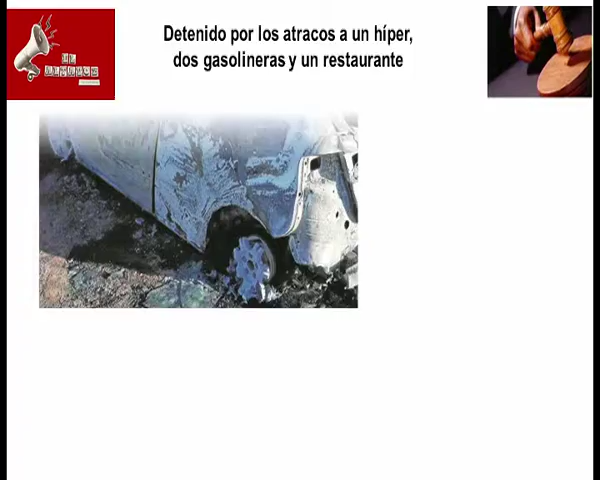 Detenido por los atracos a un híper,
dos gasolineras y un restaurante